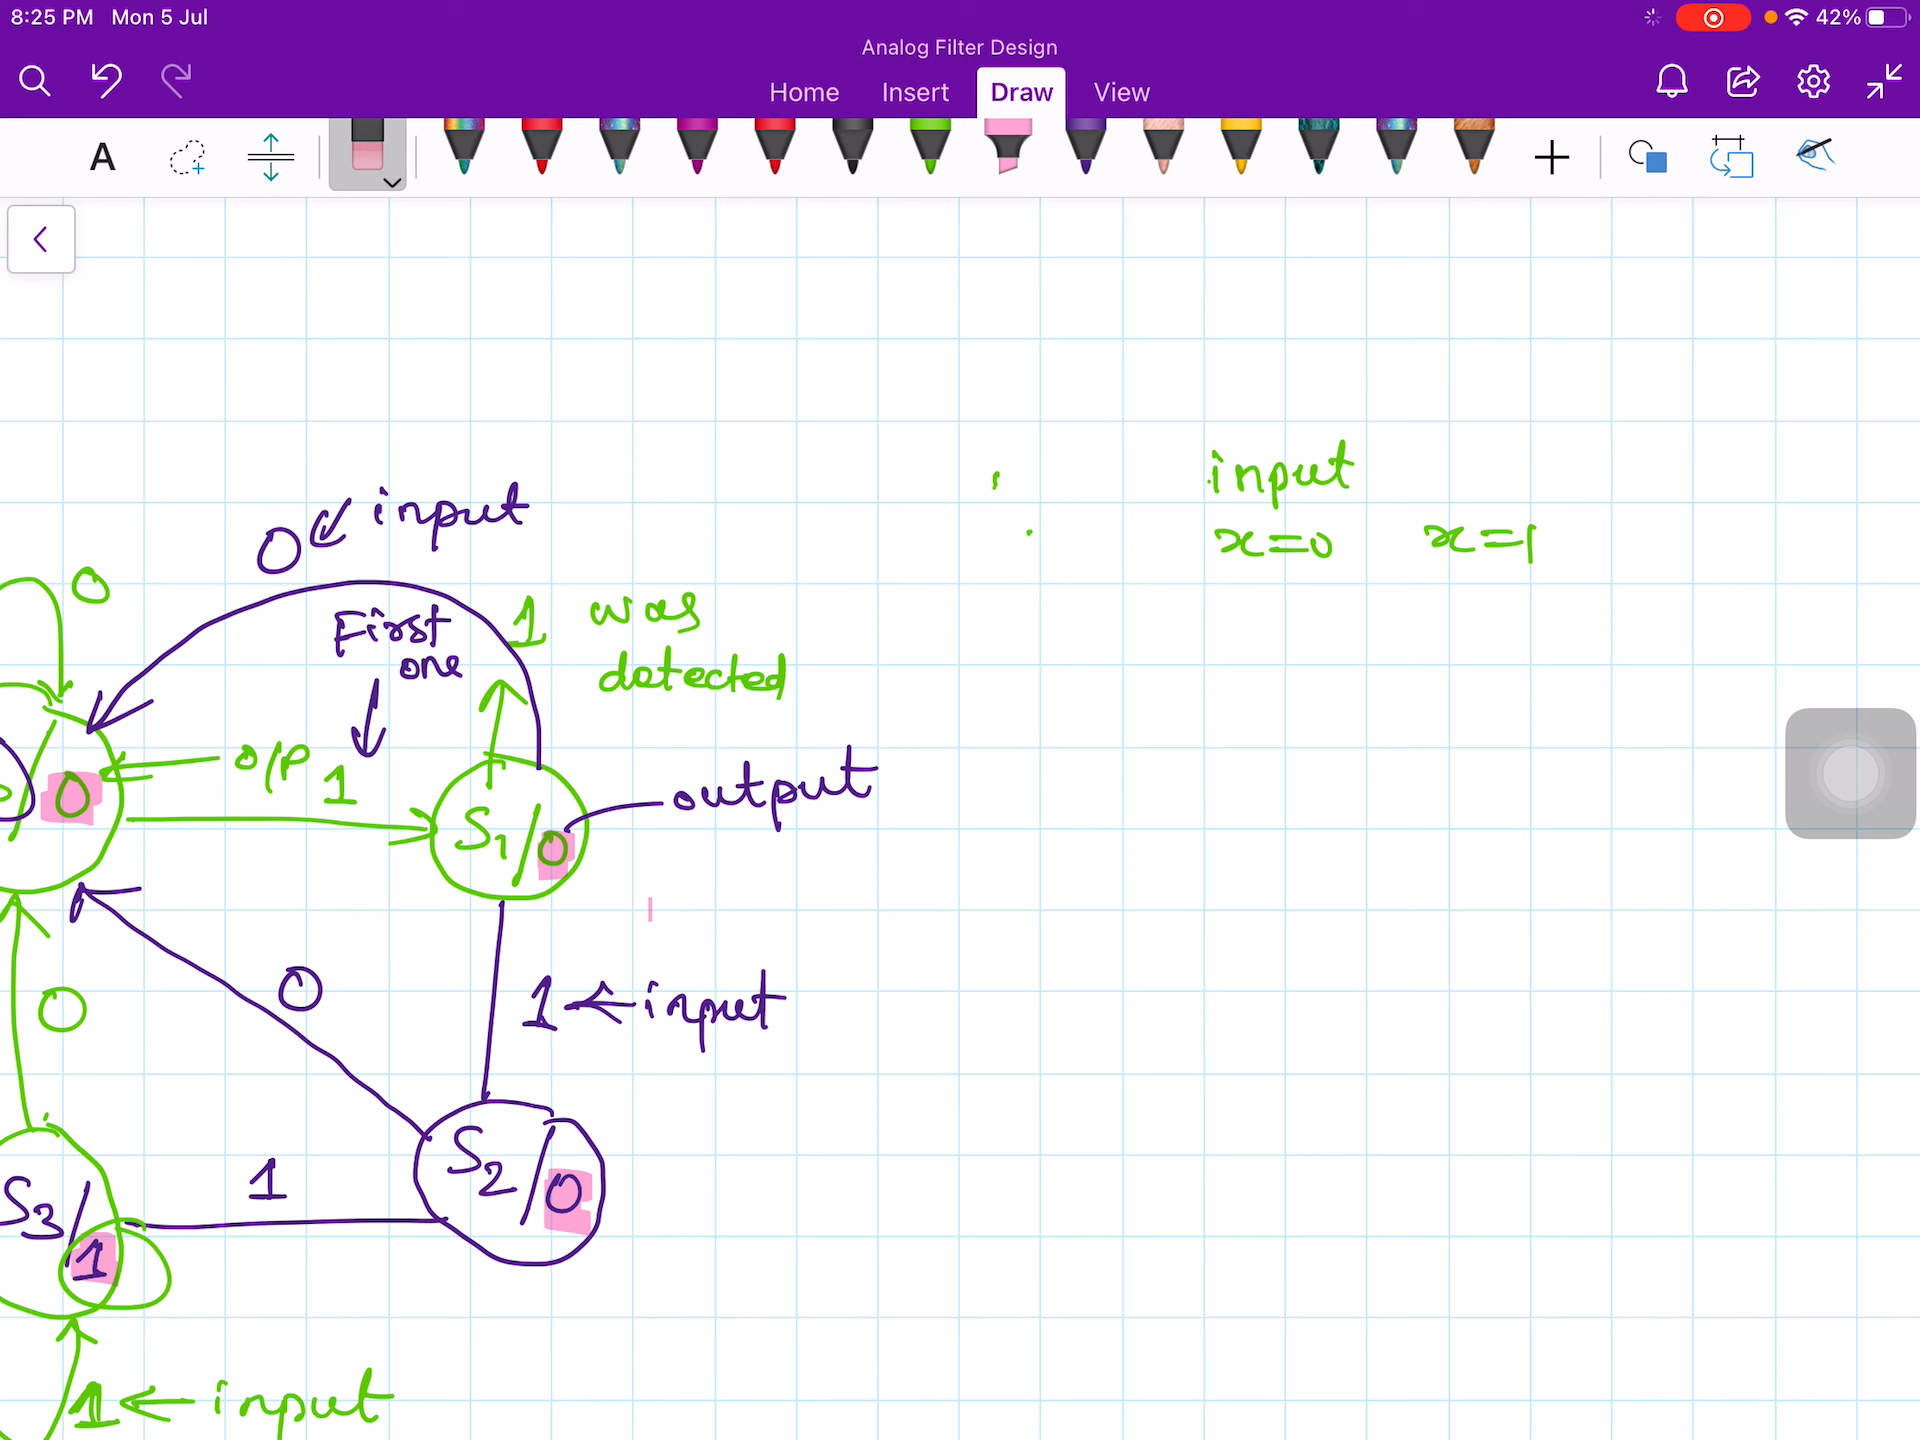 8:25 PM Mon 5 Jul
42%
Analog Filter Design
Home Insert Draw View
A
input
x=0 x=1
0 input
0
First one
1 was detected
0
O/P 1
S1/0
output
0
0
1 input
S2/0
1
S3/1
1 input